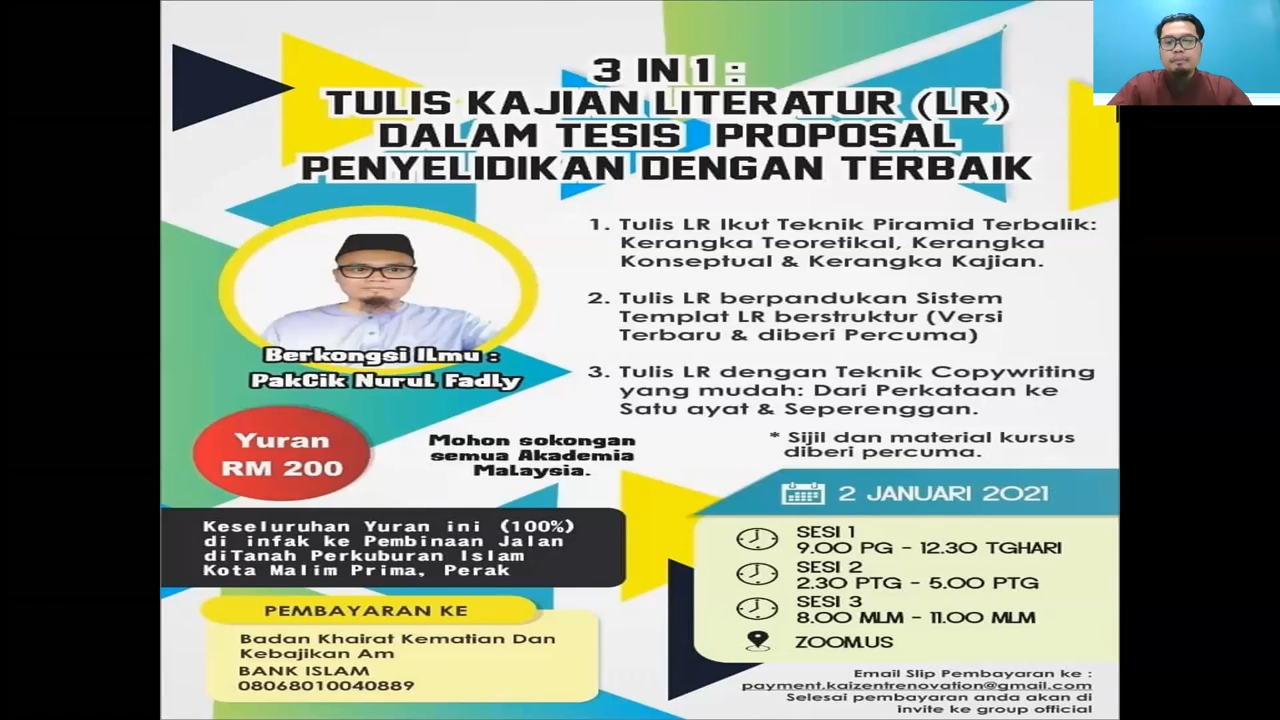 3 IN 1 :
TULIS KAJIAN LITERATUR (LR)
DALAM TESIS PROPOSAL
PENYELIDIKAN DENGAN TERBAIK
1. Tulis LR Ikut Teknik Piramid Terbalik:
Kerangka Teoretikal, Kerangka
Konseptual & Kerangka Kajian.
2. Tulis LR berpandukan Sistem
Templat LR berstruktur (Versi
Terbaru & diberi Percuma)
3. Tulis LR dengan Teknik Copywriting
yang mudah: Dari Perkataan ke
Satu ayat & Seperenggan.
* Sijil dan material kursus
diberi percuma.
Berkongsi ILmu :
PakCik NuruL Fadly
Yuran
RM 200
Mohon sokongan
semua Akademia
Malaysia.
Keseluruhan Yuran ini (100%)
di infak ke Pembinaan Jalan
diTanah Perkuburan Islam
Kota Malim Prima, Perak
PEMBAYARAN KE
Badan Khairat Kematian Dan
Kebajikan Am
BANK ISLAM
08068010040889
2 JANUARI 2021
SESI 1
9.00 PG - 12.30 TGHARI
SESI 2
2.30 PTG - 5.00 PTG
SESI 3
8.00 MLM - 11.00 MLM
ZOOM.US
Email Slip Pembayaran ke :
payment.kaizentrenovation@gmail.com
Selesai pembayaran anda akan di
invite ke group official